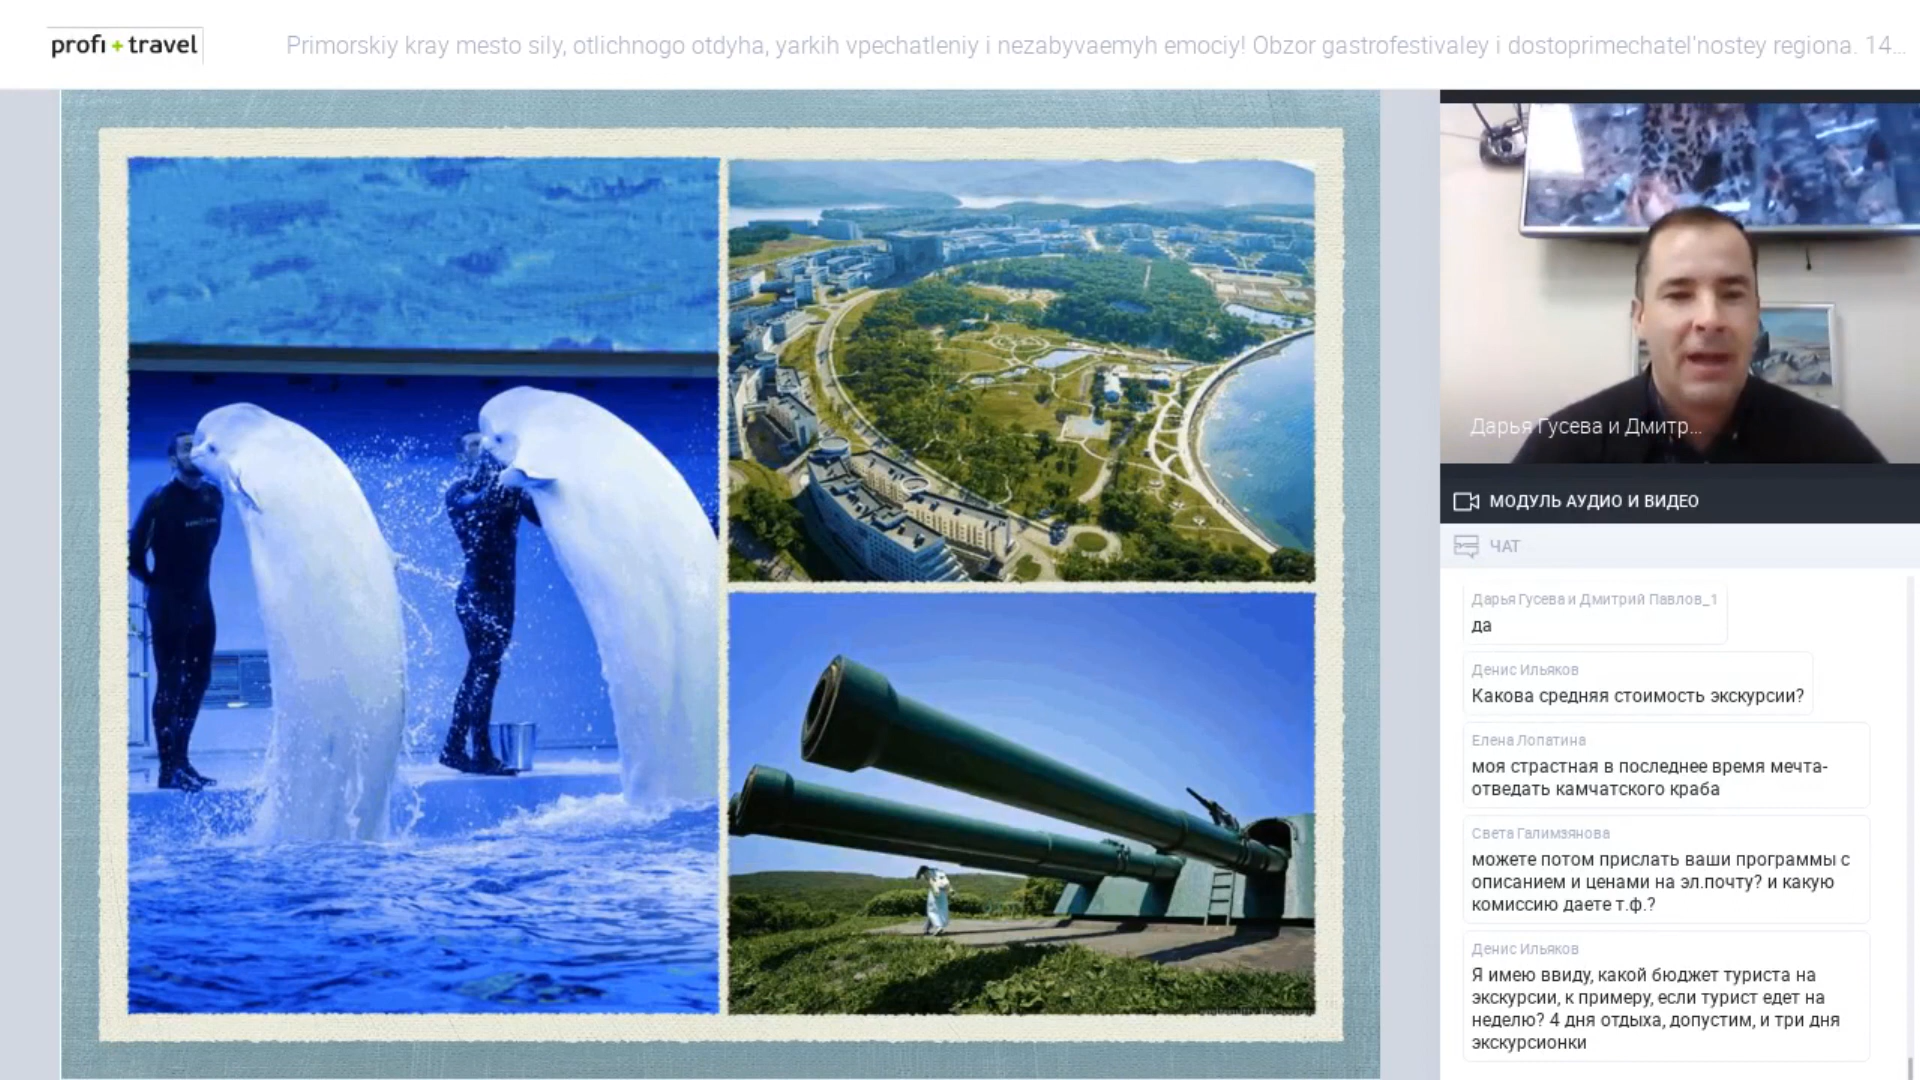 profi + travel
Primorskiy kray mesto sily, otlichnogo otdyha, yarkih vpechatleniy i nezabyvaemyh emociy! Obzor gastrofestivaley i dostoprimechatel'nostey regiona. 14...
Дарья Гусева и Дмитр...
МОДУЛЬ АУДИО И ВИДЕО
ЧАТ
Дарья Гусева и Дмитрий Павлов_1
да
Денис Ильяков
Какова средняя стоимость экскурсии?
Елена Лопатина
моя страстная в последнее время мечта-
отведать камчатского краба
Света Галимзянова
можете потом прислать ваши программы с
описанием и ценами на эл.почту? и какую
комиссию даете т.ф.?
Денис Ильяков
Я имею ввиду, какой бюджет туриста на
экскурсии, к примеру, если турист едет на
неделю? 4 дня отдыха, допустим, и три дня
экскурсионки